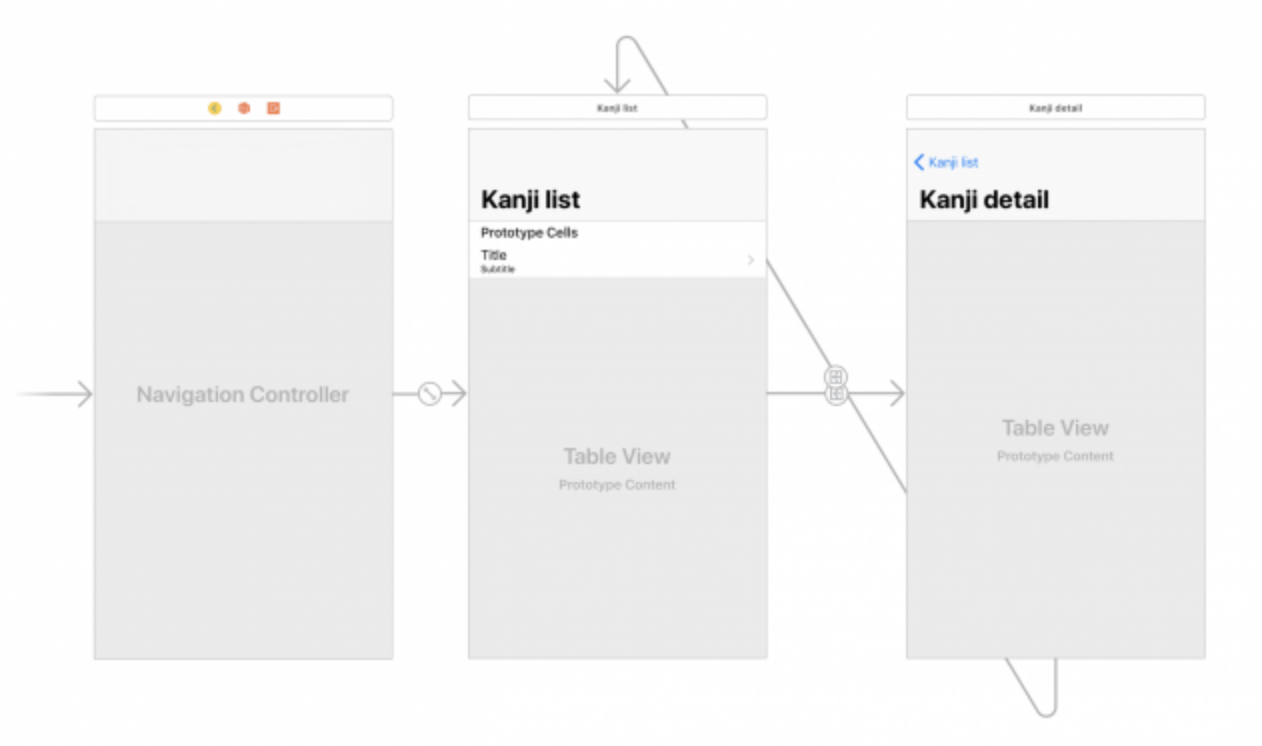 Navigation Controller
Kanji list
Kanji list
Prototype Cells
Title
Subtitle
Table View
Prototype Content
Kanji detail
Kanji list
Kanji detail
Table View
Prototype Content